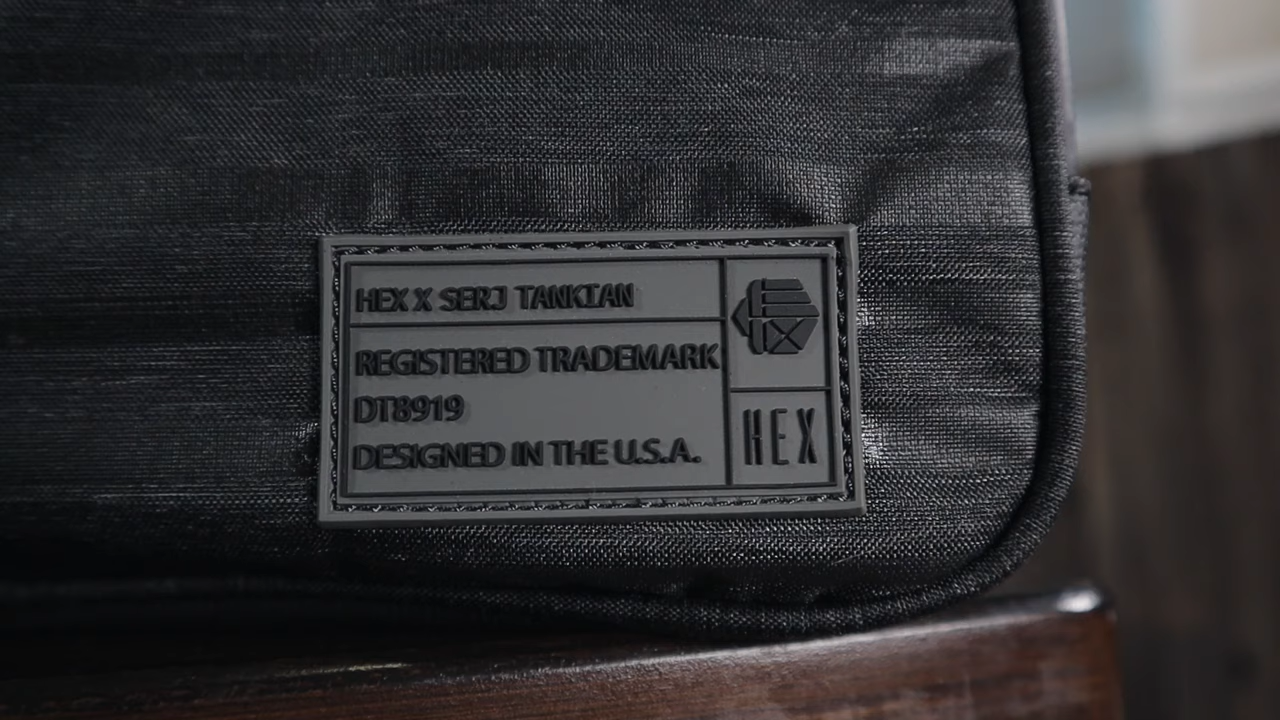 HEX X SERJ TANKIAN
REGISTERED TRADEMARK
DT8919
DESIGNED IN THE U.S.A.
HEX